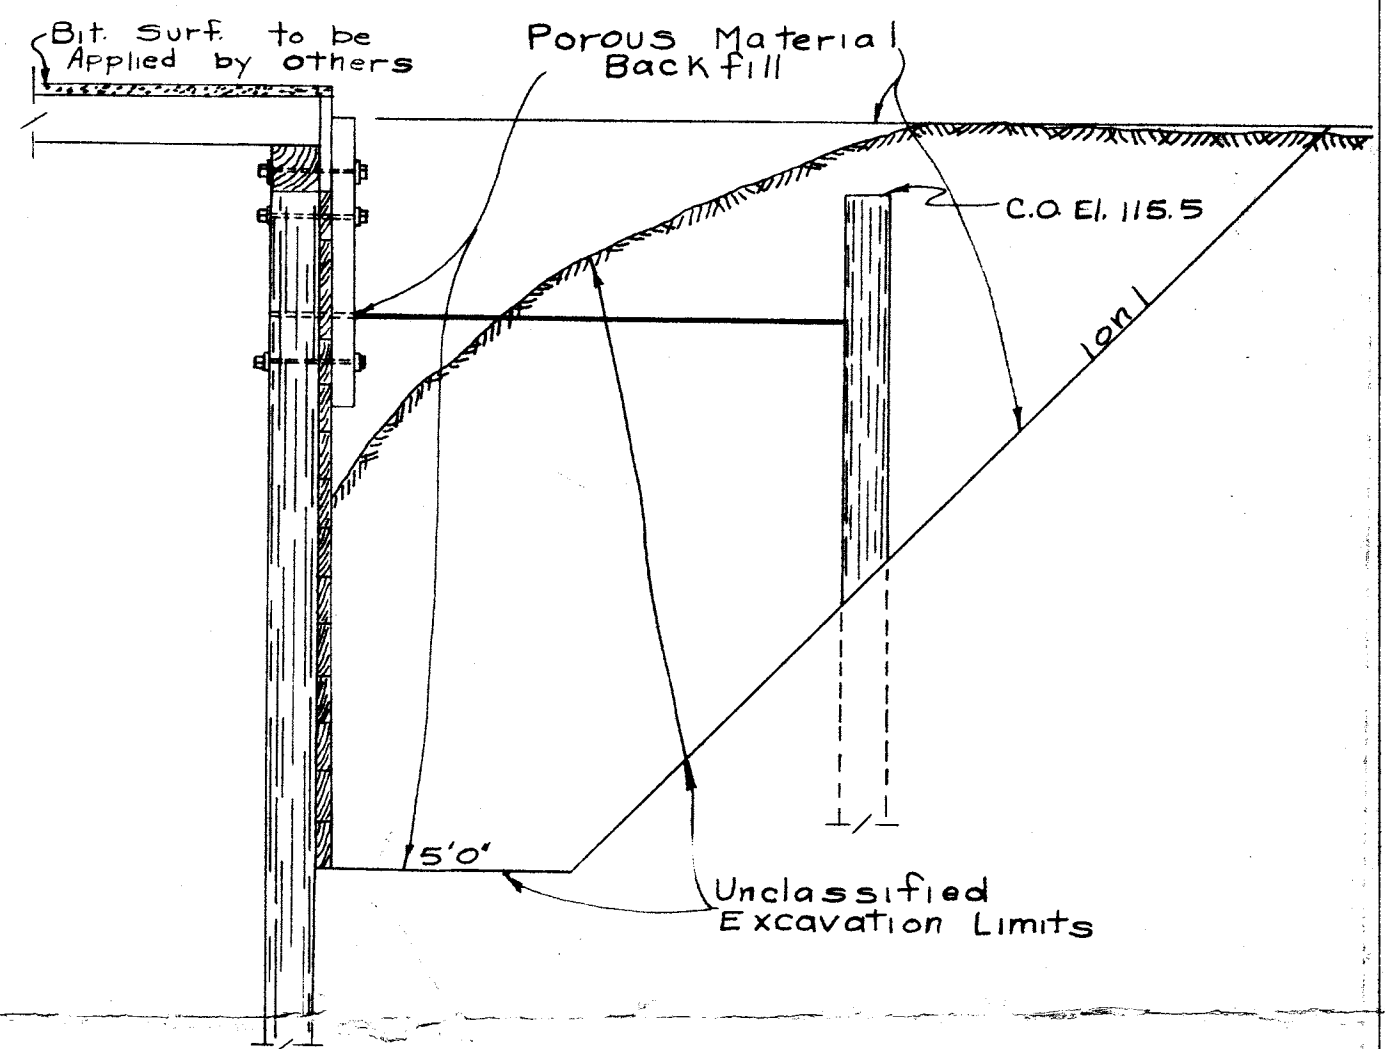 Bit. Surf. to be
Applied by others
Porous Material
Backfill
C.O. El. 115.5
1 on 1
5'0"
Unclassified
Excavation Limits